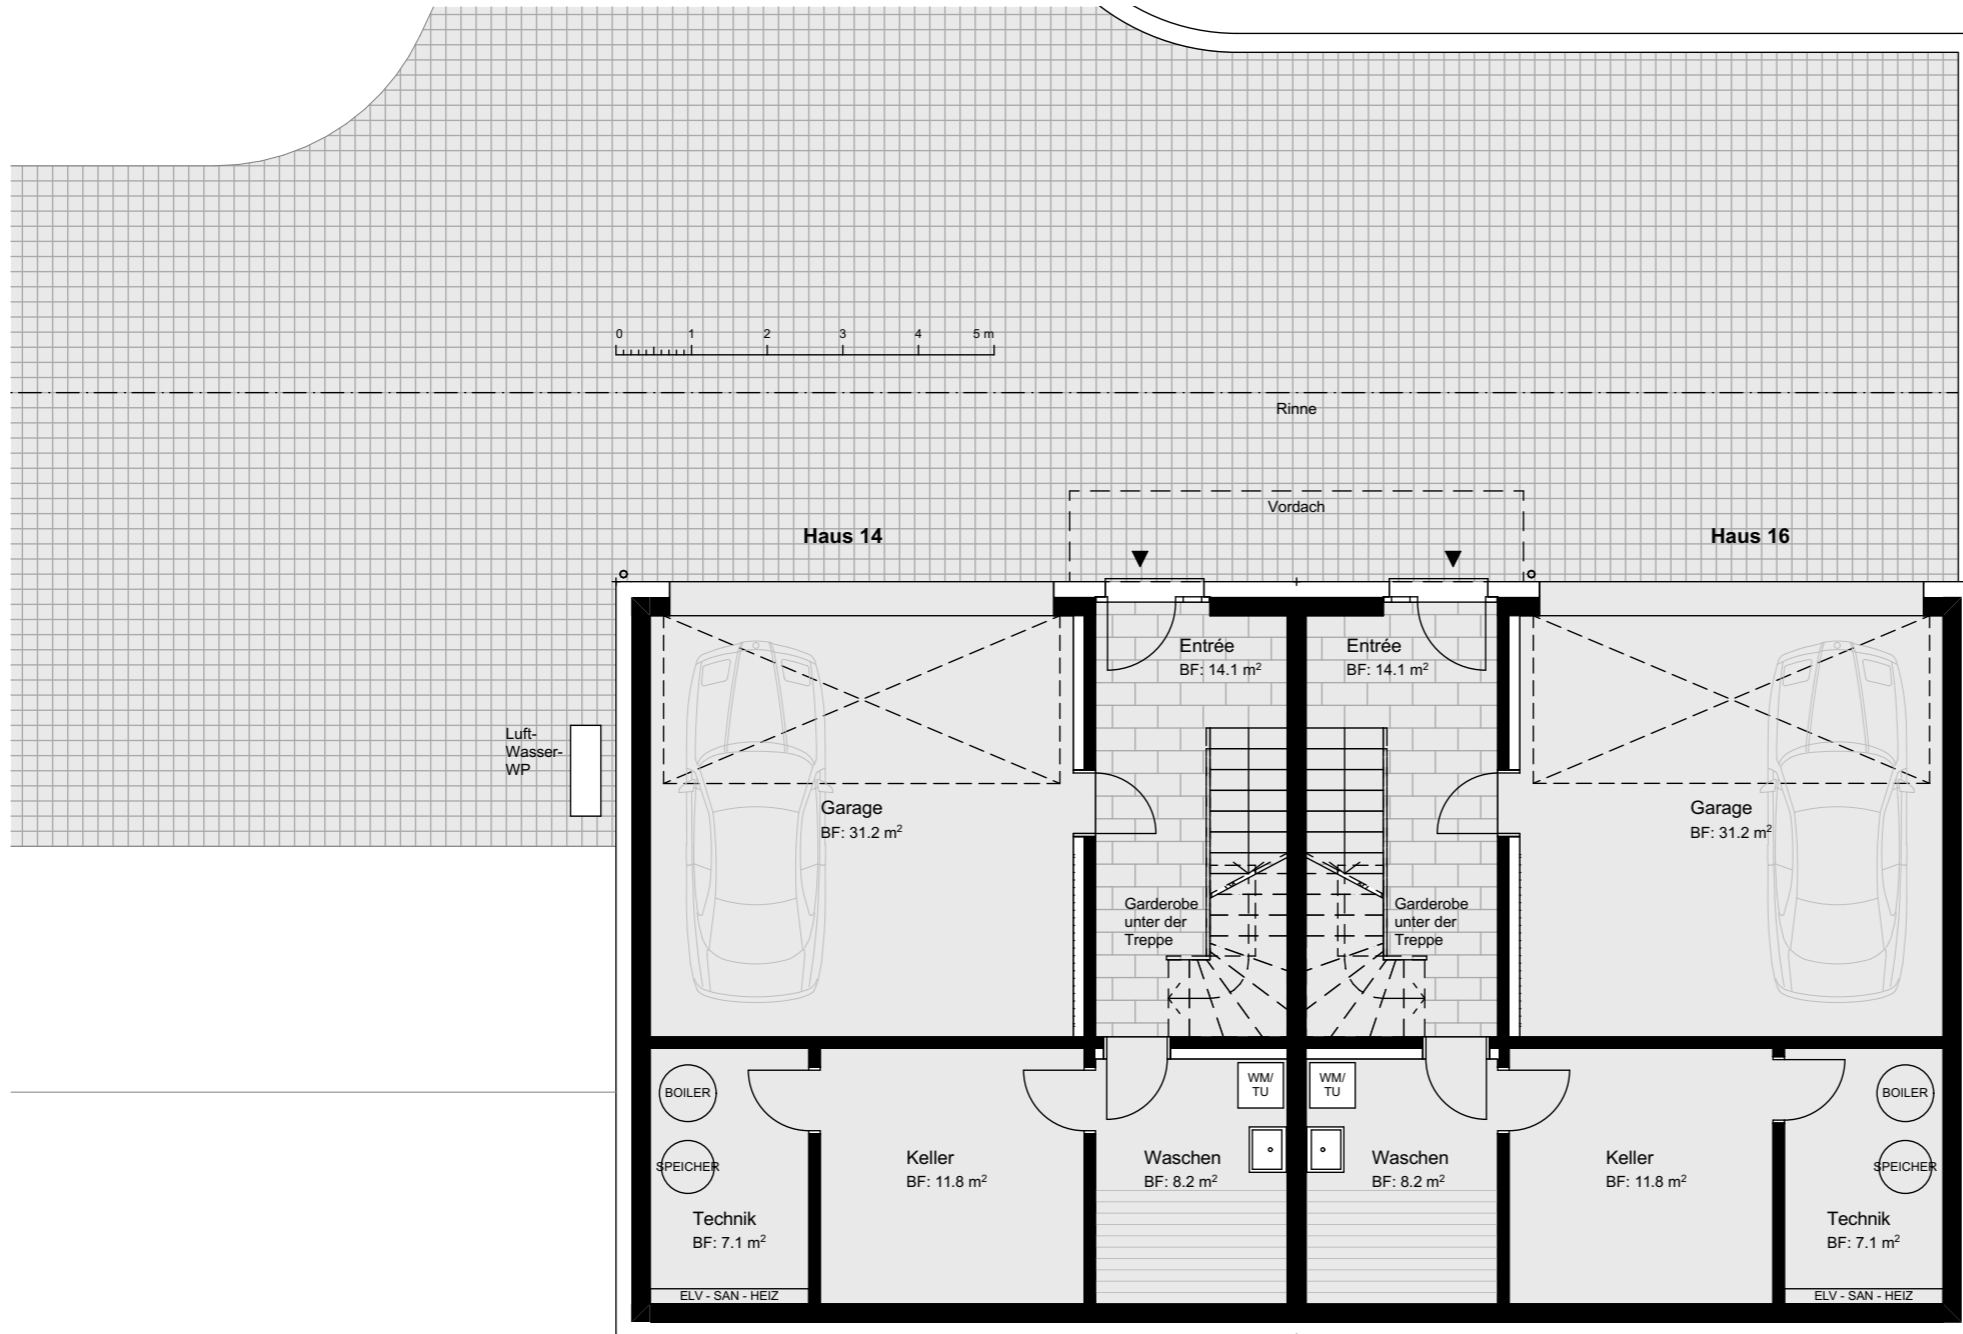 0 1 2 3 4 5 m
Rinne
Vordach
Haus 14
Haus 16
Entrée
BF: 14.1 m²
Entrée
BF: 14.1 m²
Luft-
Wasser-
WP
Garage
BF: 31.2 m²
Garage
BF: 31.2 m²
Garderobe
unter der
Treppe
Garderobe
unter der
Treppe
BOILER
WM/
TU
WM/
TU
BOILER
SPEICHER
Keller
BF: 11.8 m²
Waschen
BF: 8.2 m²
Waschen
BF: 8.2 m²
Keller
BF: 11.8 m²
SPEICHER
Technik
BF: 7.1 m²
Technik
BF: 7.1 m²
ELV - SAN - HEIZ
ELV - SAN - HEIZ